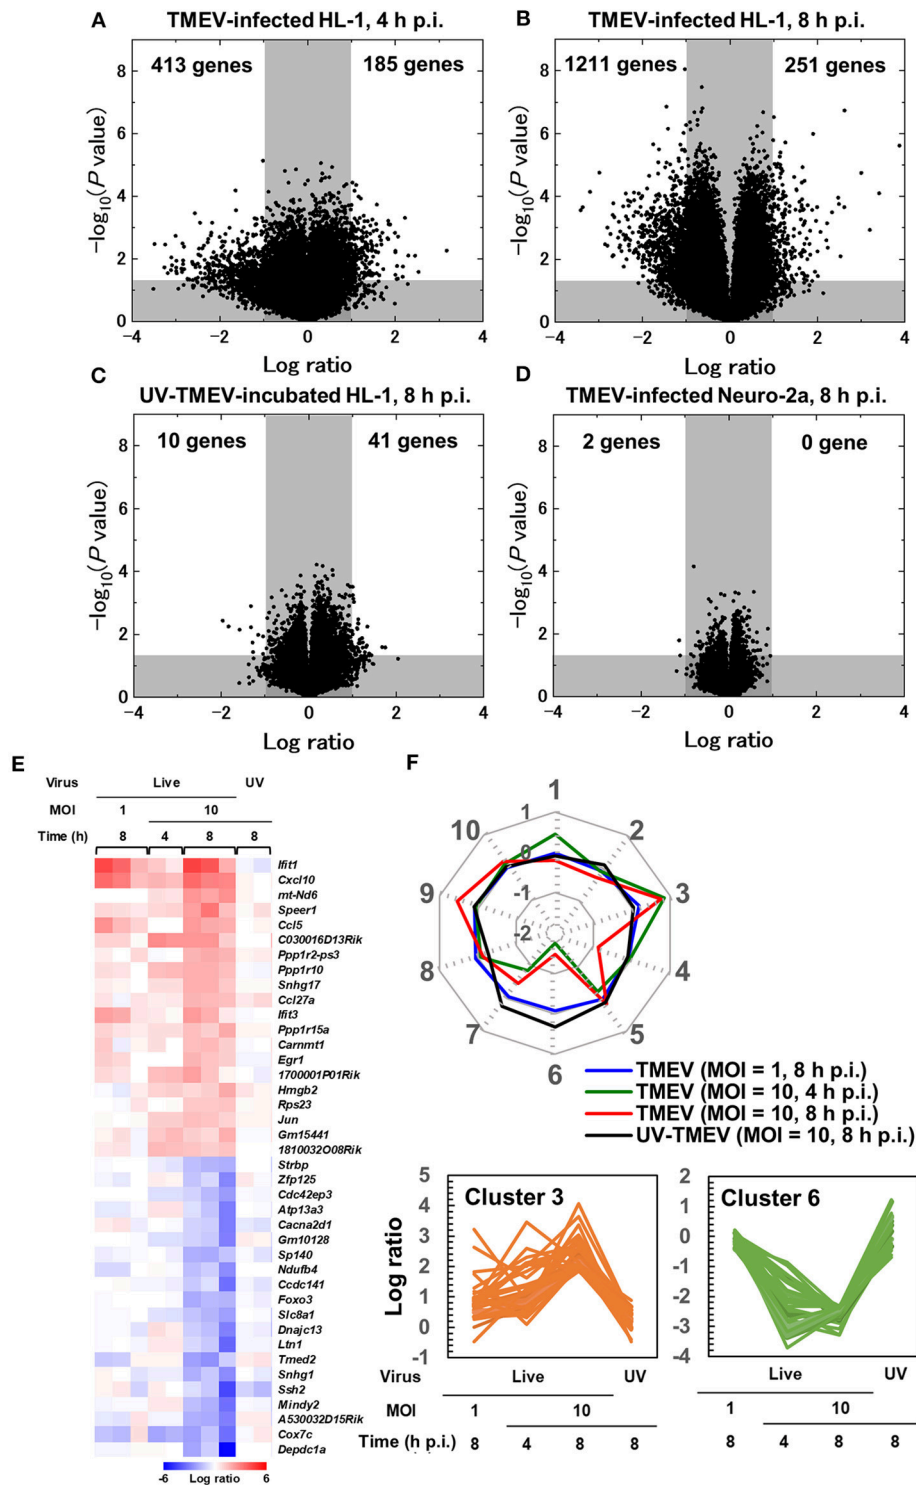 A
TMEV-infected HL-1, 4 h p.i.
413 genes
185 genes
−log10(P value)
8
6
4
2
0
−4 −2 0 2 4
Log ratio
B
TMEV-infected HL-1, 8 h p.i.
1211 genes
251 genes
−log10(P value)
8
6
4
2
0
−4 −2 0 2 4
Log ratio
C
UV-TMEV-incubated HL-1, 8 h p.i.
10 genes
41 genes
−log10(P value)
8
6
4
2
0
−4 −2 0 2 4
Log ratio
D
TMEV-infected Neuro-2a, 8 h p.i.
2 genes
0 gene
−log10(P value)
8
6
4
2
0
−4 −2 0 2 4
Log ratio
E
Virus Live UV
MOI 1 10
Time (h) 8 4 8 8
Ifit1
Cxcl10
mt-Nd6
Speer1
Ccl5
C030016D13Rik
Ppp1r2-ps3
Ppp1r10
Snhg17
Ccl27a
Ifit3
Ppp1r15a
Carnmt1
Egr1
1700001P01Rik
Hmgb2
Rps23
Jun
Gm15441
1810032O08Rik
Strbp
Zfp125
Cdc42ep3
Atp13a3
Cacna2d1
Gm10128
Sp140
Ndufb4
Ccdc141
Foxo3
Slc8a1
Dnajc13
Ltn1
Tmed2
Snhg1
Ssh2
Mindy2
A530032D15Rik
Cox7c
Depdc1a
-6 Log ratio 6
F
1
2
3
4
5
6
7
8
9
10
1
0
-1
-2
TMEV (MOI = 1, 8 h p.i.)
TMEV (MOI = 10, 4 h p.i.)
TMEV (MOI = 10, 8 h p.i.)
UV-TMEV (MOI = 10, 8 h p.i.)
Cluster 3
Log ratio
5
4
3
2
1
0
-1
Cluster 6
2
1
0
-1
-2
-3
-4
Virus Live UV Live UV
MOI 1 10 1 10
Time (h p.i.) 8 4 8 8 8 4 8 8